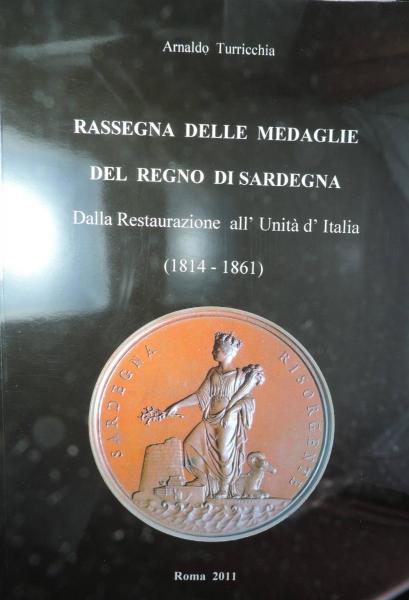 Arnaldo Turricchia
RASSEGNA DELLE MEDAGLIE
DEL REGNO DI SARDEGNA
Dalla Restaurazione all' Unità d' Italia
(1814 - 1861)
SARDEGNA RISORGENTE
Roma 2011